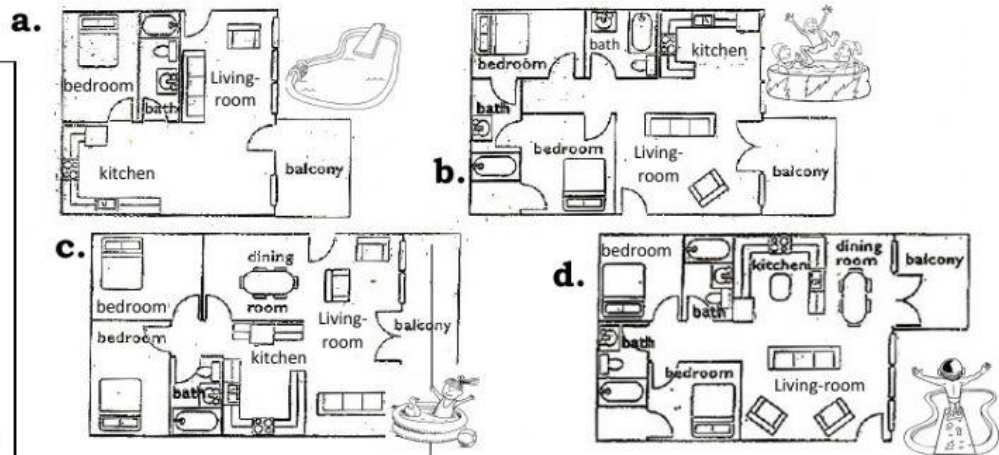 a.
bedroom
bath
Living-
room
kitchen
balcony
b.
bedroom
bath
kitchen
bath
bedroom
Living-
room
balcony
c.
bedroom
dining
room
Living-
room
balcony
bedroom
kitchen
bath
d.
bedroom
bath
kitchen
dining
room
balcony
bath
bedroom
Living-room